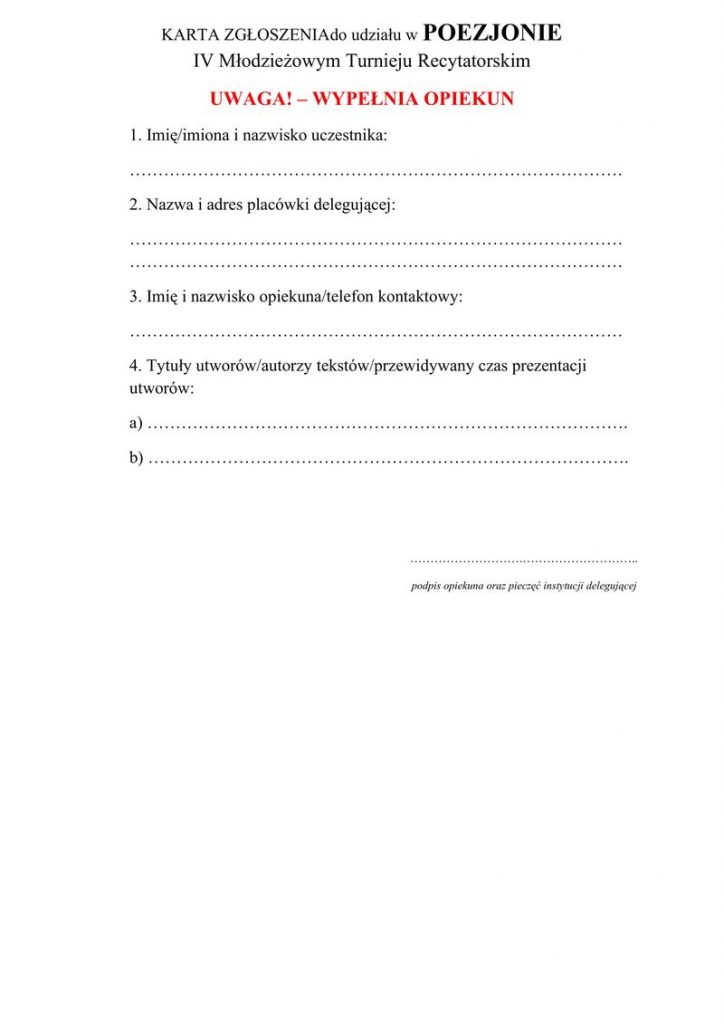 KARTA ZGŁOSZENIAdo udziału w POEZJONIE
IV Młodzieżowym Turnieju Recytatorskim
UWAGA! – WYPEŁNIA OPIEKUN
1. Imię/imiona i nazwisko uczestnika:
……………………………………………………………………………
2. Nazwa i adres placówki delegującej:
……………………………………………………………………………
……………………………………………………………………………
3. Imię i nazwisko opiekuna/telefon kontaktowy:
……………………………………………………………………………
4. Tytuły utworów/autorzy tekstów/przewidywany czas prezentacji
utworów:
a) ………………………………………………………………………….
b) ………………………………………………………………………….
……………………………………………………..
podpis opiekuna oraz pieczęć instytucji delegującej